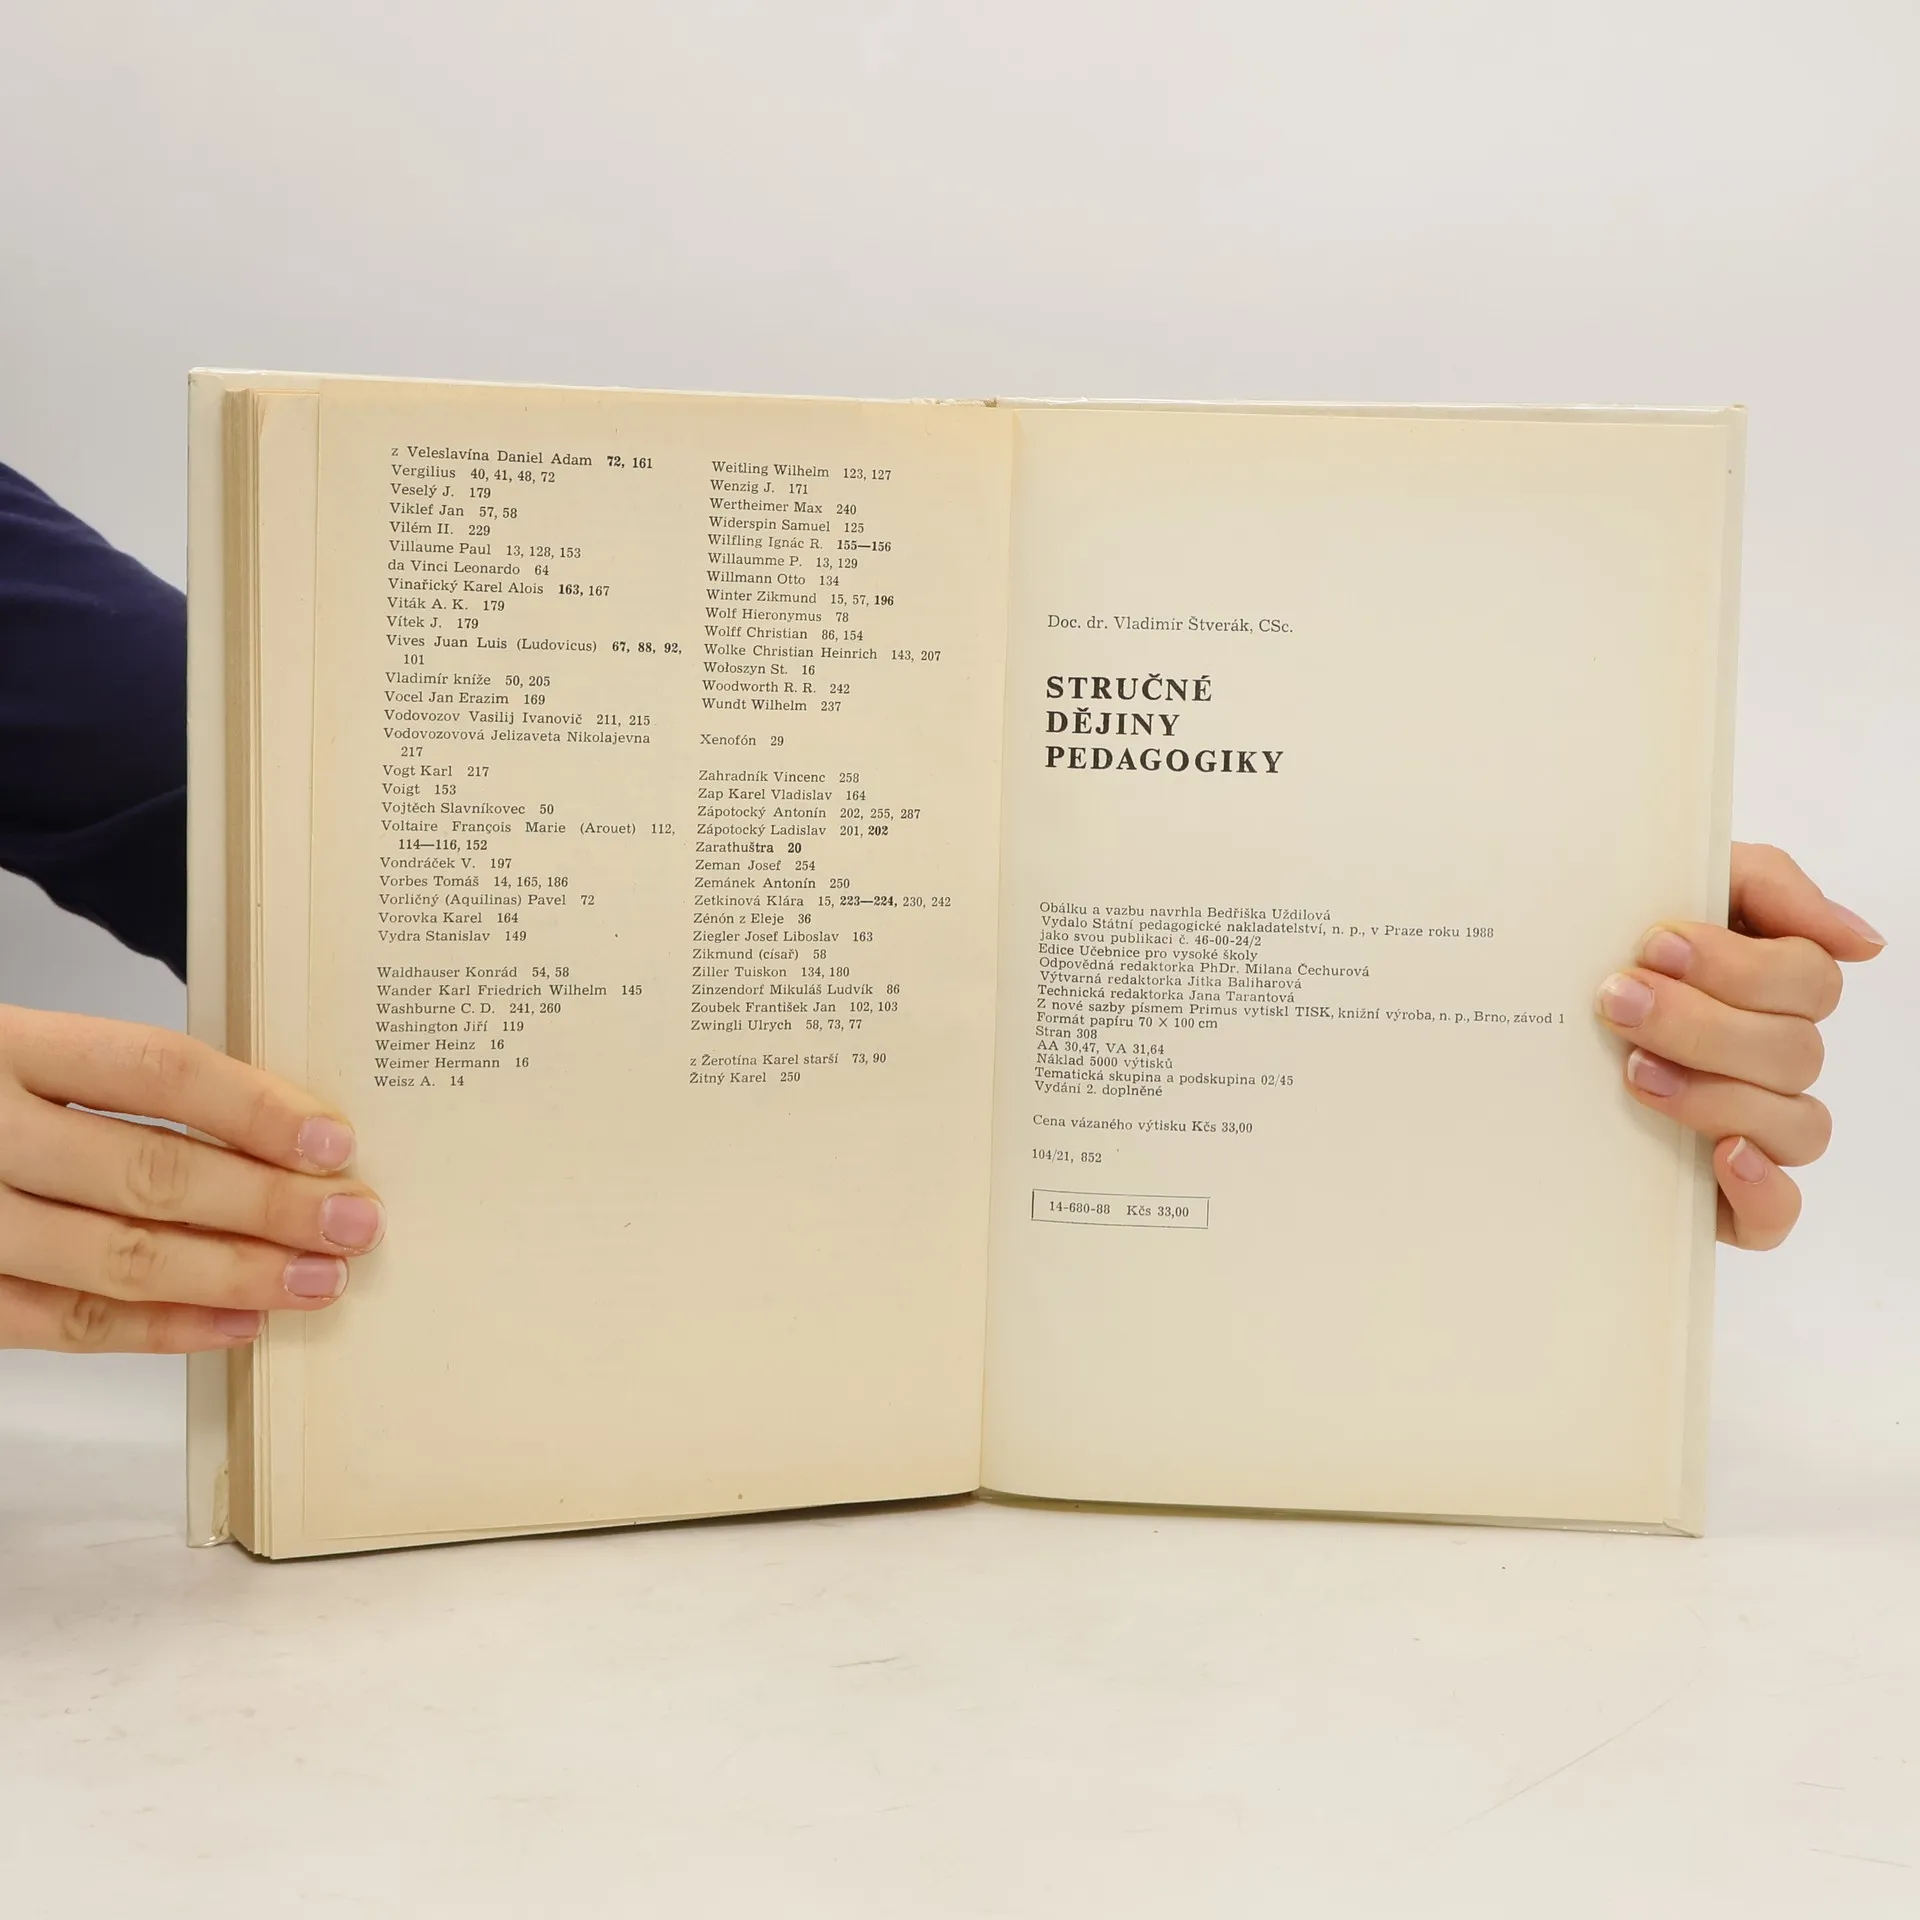 z Veleslavína Daniel Adam 72, 161
Vergilius 40, 41, 48, 72
Veselý J. 179
Viklef Jan 57, 58
Vilém II. 229
Villaume Paul 13, 128, 153
da Vinci Leonardo 64
Vinařický Karel Alois 163, 167
Viták A. K. 179
Vítek J. 179
Vives Juan Luis (Ludovicus) 67, 88, 92,
101
Vladimír kníže 50, 205
Vocel Jan Erazim 169
Vodovozov Vasilij Ivanovič 211, 215
Vodovozovová Jelizaveta Nikolajevna
217
Vogt Karl 217
Voigt 153
Vojtěch Slavníkovec 50
Voltaire François Marie (Arouet) 112,
114—116, 152
Vondráček V. 197
Vorbes Tomáš 14, 165, 186
Vorličný (Aquilinas) Pavel 72
Vorovka Karel 164
Vydra Stanislav 149
Waldhauser Konrád 54, 58
Wander Karl Friedrich Wilhelm 145
Washburne C. D. 241, 260
Washington Jiří 119
Weimer Heinz 16
Weimer Hermann 16
Weisz A. 14
Weitling Wilhelm 123, 127
Wenzig J. 171
Wertheimer Max 240
Widerspin Samuel 125
Wilfling Ignác R. 155—156
Willaumme P. 13, 129
Willmann Otto 134
Winter Zikmund 15, 57, 196
Wolf Hieronymus 78
Wolff Christian 86, 154
Wolke Christian Heinrich 143, 207
Wołoszyn St. 16
Woodworth R. R. 242
Wundt Wilhelm 237
Xenofón 29
Zahradník Vincenc 258
Zap Karel Vladislav 164
Zápotocký Antonín 202, 255, 287
Zápotocký Ladislav 201, 202
Zarathuštra 20
Zeman Josef 254
Zemánek Antonín 250
Zetkinová Klára 15, 223—224, 230, 242
Zénón z Eleje 36
Ziegler Josef Liboslav 163
Zikmund (císař) 58
Ziller Tuiskon 134, 180
Zinzendorf Mikuláš Ludvík 86
Zoubek František Jan 102, 103
Zwingli Ulrych 58, 73, 77
z Žerotína Karel starší 73, 90
Žitný Karel 250
Doc. dr. Vladimír Štverák, CSc.
STRUČNÉ
DĚJINY
PEDAGOGIKY
Obálku a vazbu navrhla Bedřiška Uždilová
Vydalo Státní pedagogické nakladatelství, n. p., v Praze roku 1988
jako svou publikaci č. 46-00-24/2
Edice Učebnice pro vysoké školy
Odpovědná redaktorka PhDr. Milana Čechurová
Výtvarná redaktorka Jitka Baliharová
Technická redaktorka Jana Tarantová
Z nové sazby písmem Primus vytiskl TISK, knižní výroba, n. p., Brno, závod 1
Formát papíru 70 × 100 cm
Stran 308
AA 30,47, VA 31,64
Náklad 5000 výtisků
Tematická skupina a podskupina 02/45
Vydání 2. doplněné
Cena vázaného výtisku Kčs 33,00
104/21, 852
14-680-88 Kčs 33,00